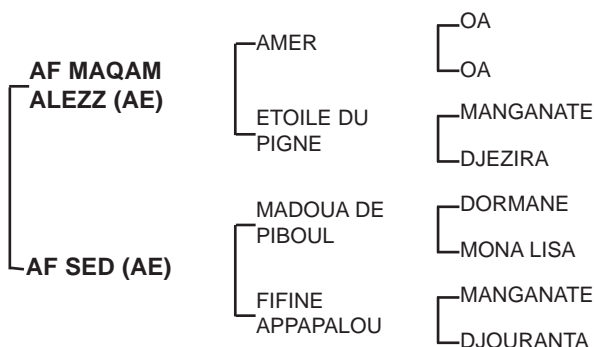 AF MAQAM
ALEZZ (AE)
AMER
OA
OA
ETOILE DU
PIGNE
MANGANATE
DJEZIRA
AF SED (AE)
MADOUA DE
PIBOUL
DORMANE
MONA LISA
FIFINE
APPAPALOU
MANGANATE
DJOURANTA